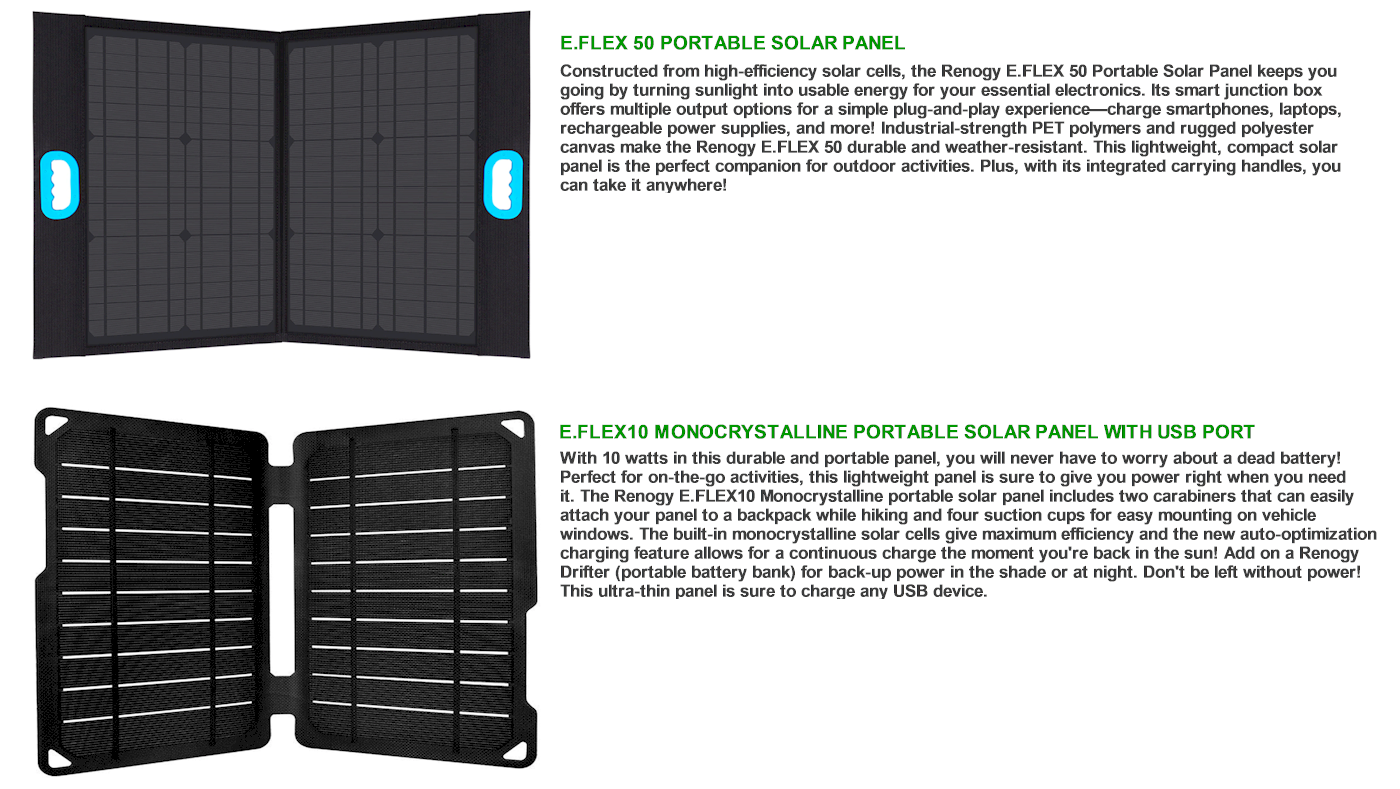 E.FLEX 50 PORTABLE SOLAR PANEL
Constructed from high-efficiency solar cells, the Renogy E.FLEX 50 Portable Solar Panel keeps you
going by turning sunlight into usable energy for your essential electronics. Its smart junction box
offers multiple output options for a simple plug-and-play experience—charge smartphones, laptops,
rechargeable power supplies, and more! Industrial-strength PET polymers and rugged polyester
canvas make the Renogy E.FLEX 50 durable and weather-resistant. This lightweight, compact solar
panel is the perfect companion for outdoor activities. Plus, with its integrated carrying handles, you
can take it anywhere!
E.FLEX10 MONOCRYSTALLINE PORTABLE SOLAR PANEL WITH USB PORT
With 10 watts in this durable and portable panel, you will never have to worry about a dead battery!
Perfect for on-the-go activities, this lightweight panel is sure to give you power right when you need
it. The Renogy E.FLEX10 Monocrystalline portable solar panel includes two carabiners that can easily
attach your panel to a backpack while hiking and four suction cups for easy mounting on vehicle
windows. The built-in monocrystalline solar cells give maximum efficiency and the new auto-optimization
charging feature allows for a continuous charge the moment you're back in the sun! Add on a Renogy
Drifter (portable battery bank) for back-up power in the shade or at night. Don't be left without power!
This ultra-thin panel is sure to charge any USB device.